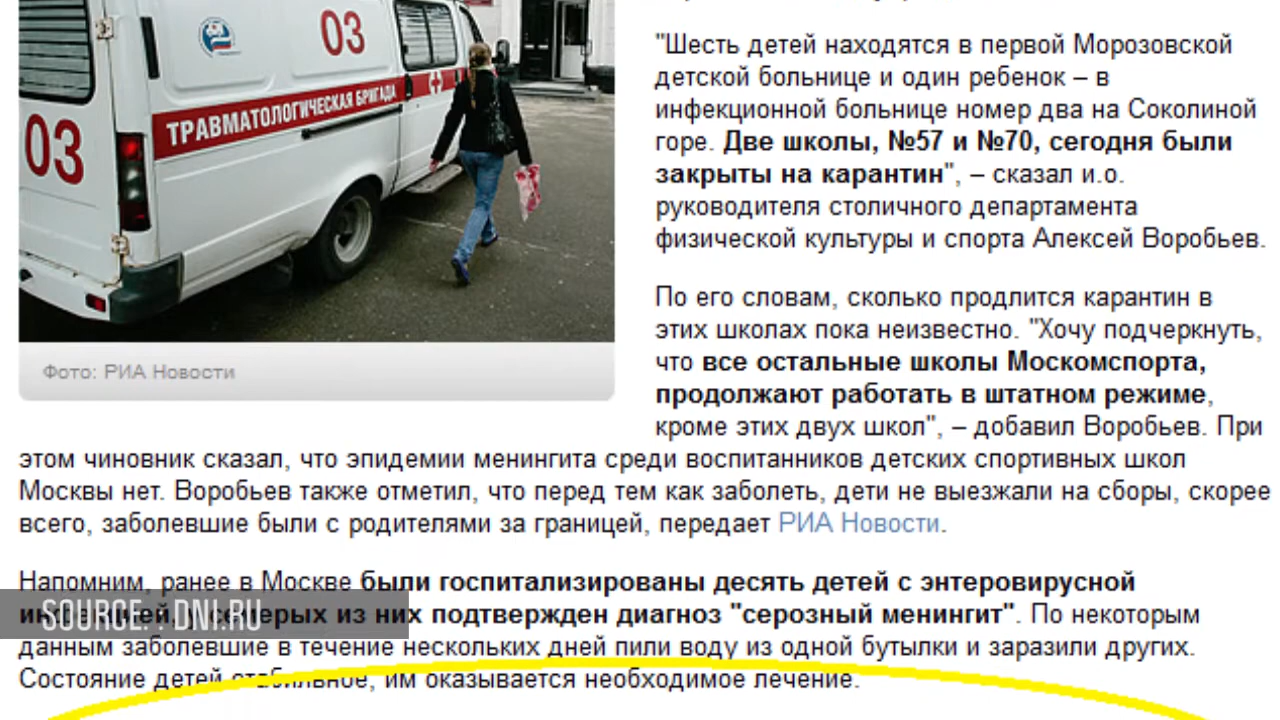 03
03
ТРАВМАТОЛОГИЧЕСКАЯ БРИГАДА
Фото: РИА Новости
"Шесть детей находятся в первой Морозовской
детской больнице и один ребенок – в
инфекционной больнице номер два на Соколиной
горе. Две школы, №57 и №70, сегодня были
закрыты на карантин", – сказал и.о.
руководителя столичного департамента
физической культуры и спорта Алексей Воробьев.
По его словам, сколько продлится карантин в
этих школах пока неизвестно. "Хочу подчеркнуть,
что все остальные школы Москомспорта,
продолжают работать в штатном режиме,
кроме этих двух школ", – добавил Воробьев. При
этом чиновник сказал, что эпидемии менингита среди воспитанников детских спортивных школ
Москвы нет. Воробьев также отметил, что перед тем как заболеть, дети не выезжали на сборы, скорее
всего, заболевшие были с родителями за границей, передает РИА Новости.
Напомним, ранее в Москве были госпитализированы десять детей с энтеровирусной
инфекцией, у семерых из них подтвержден диагноз "серозный менингит". По некоторым
SOURCE: : DNI.RU
данным заболевшие в течение нескольких дней пили воду из одной бутылки и заразили других.
Состояние детей стабильное, им оказывается необходимое лечение.